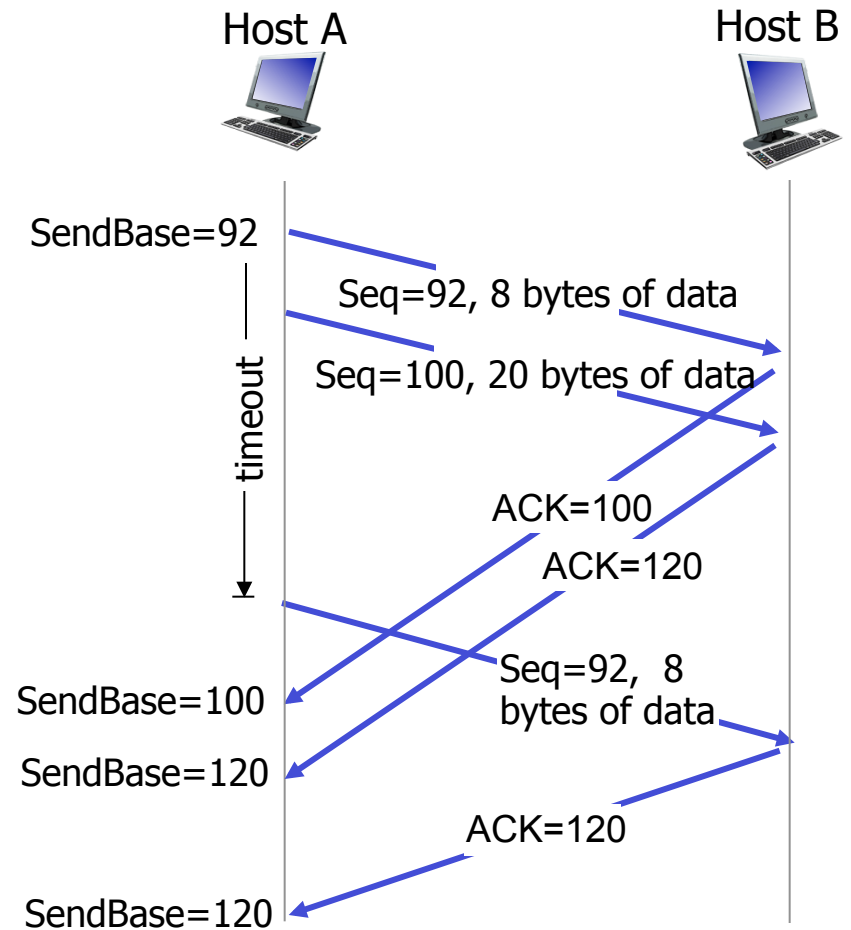 Host A
Host B
SendBase=92
Seq=92, 8 bytes of data
Seq=100, 20 bytes of data
timeout
ACK=100
ACK=120
Seq=92, 8
bytes of data
SendBase=100
SendBase=120
ACK=120
SendBase=120